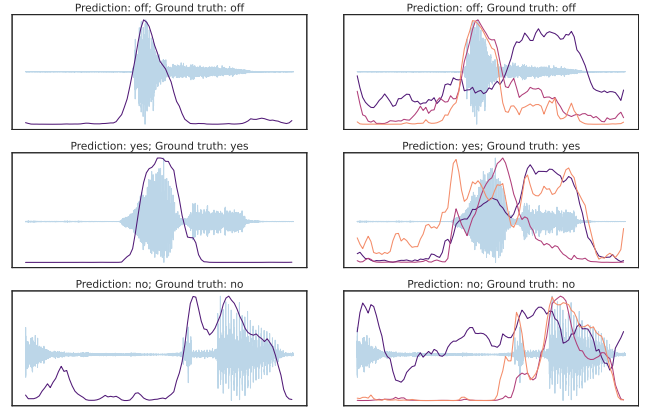 Prediction: off; Ground truth: off
Prediction: off; Ground truth: off
Prediction: yes; Ground truth: yes
Prediction: yes; Ground truth: yes
Prediction: no; Ground truth: no
Prediction: no; Ground truth: no